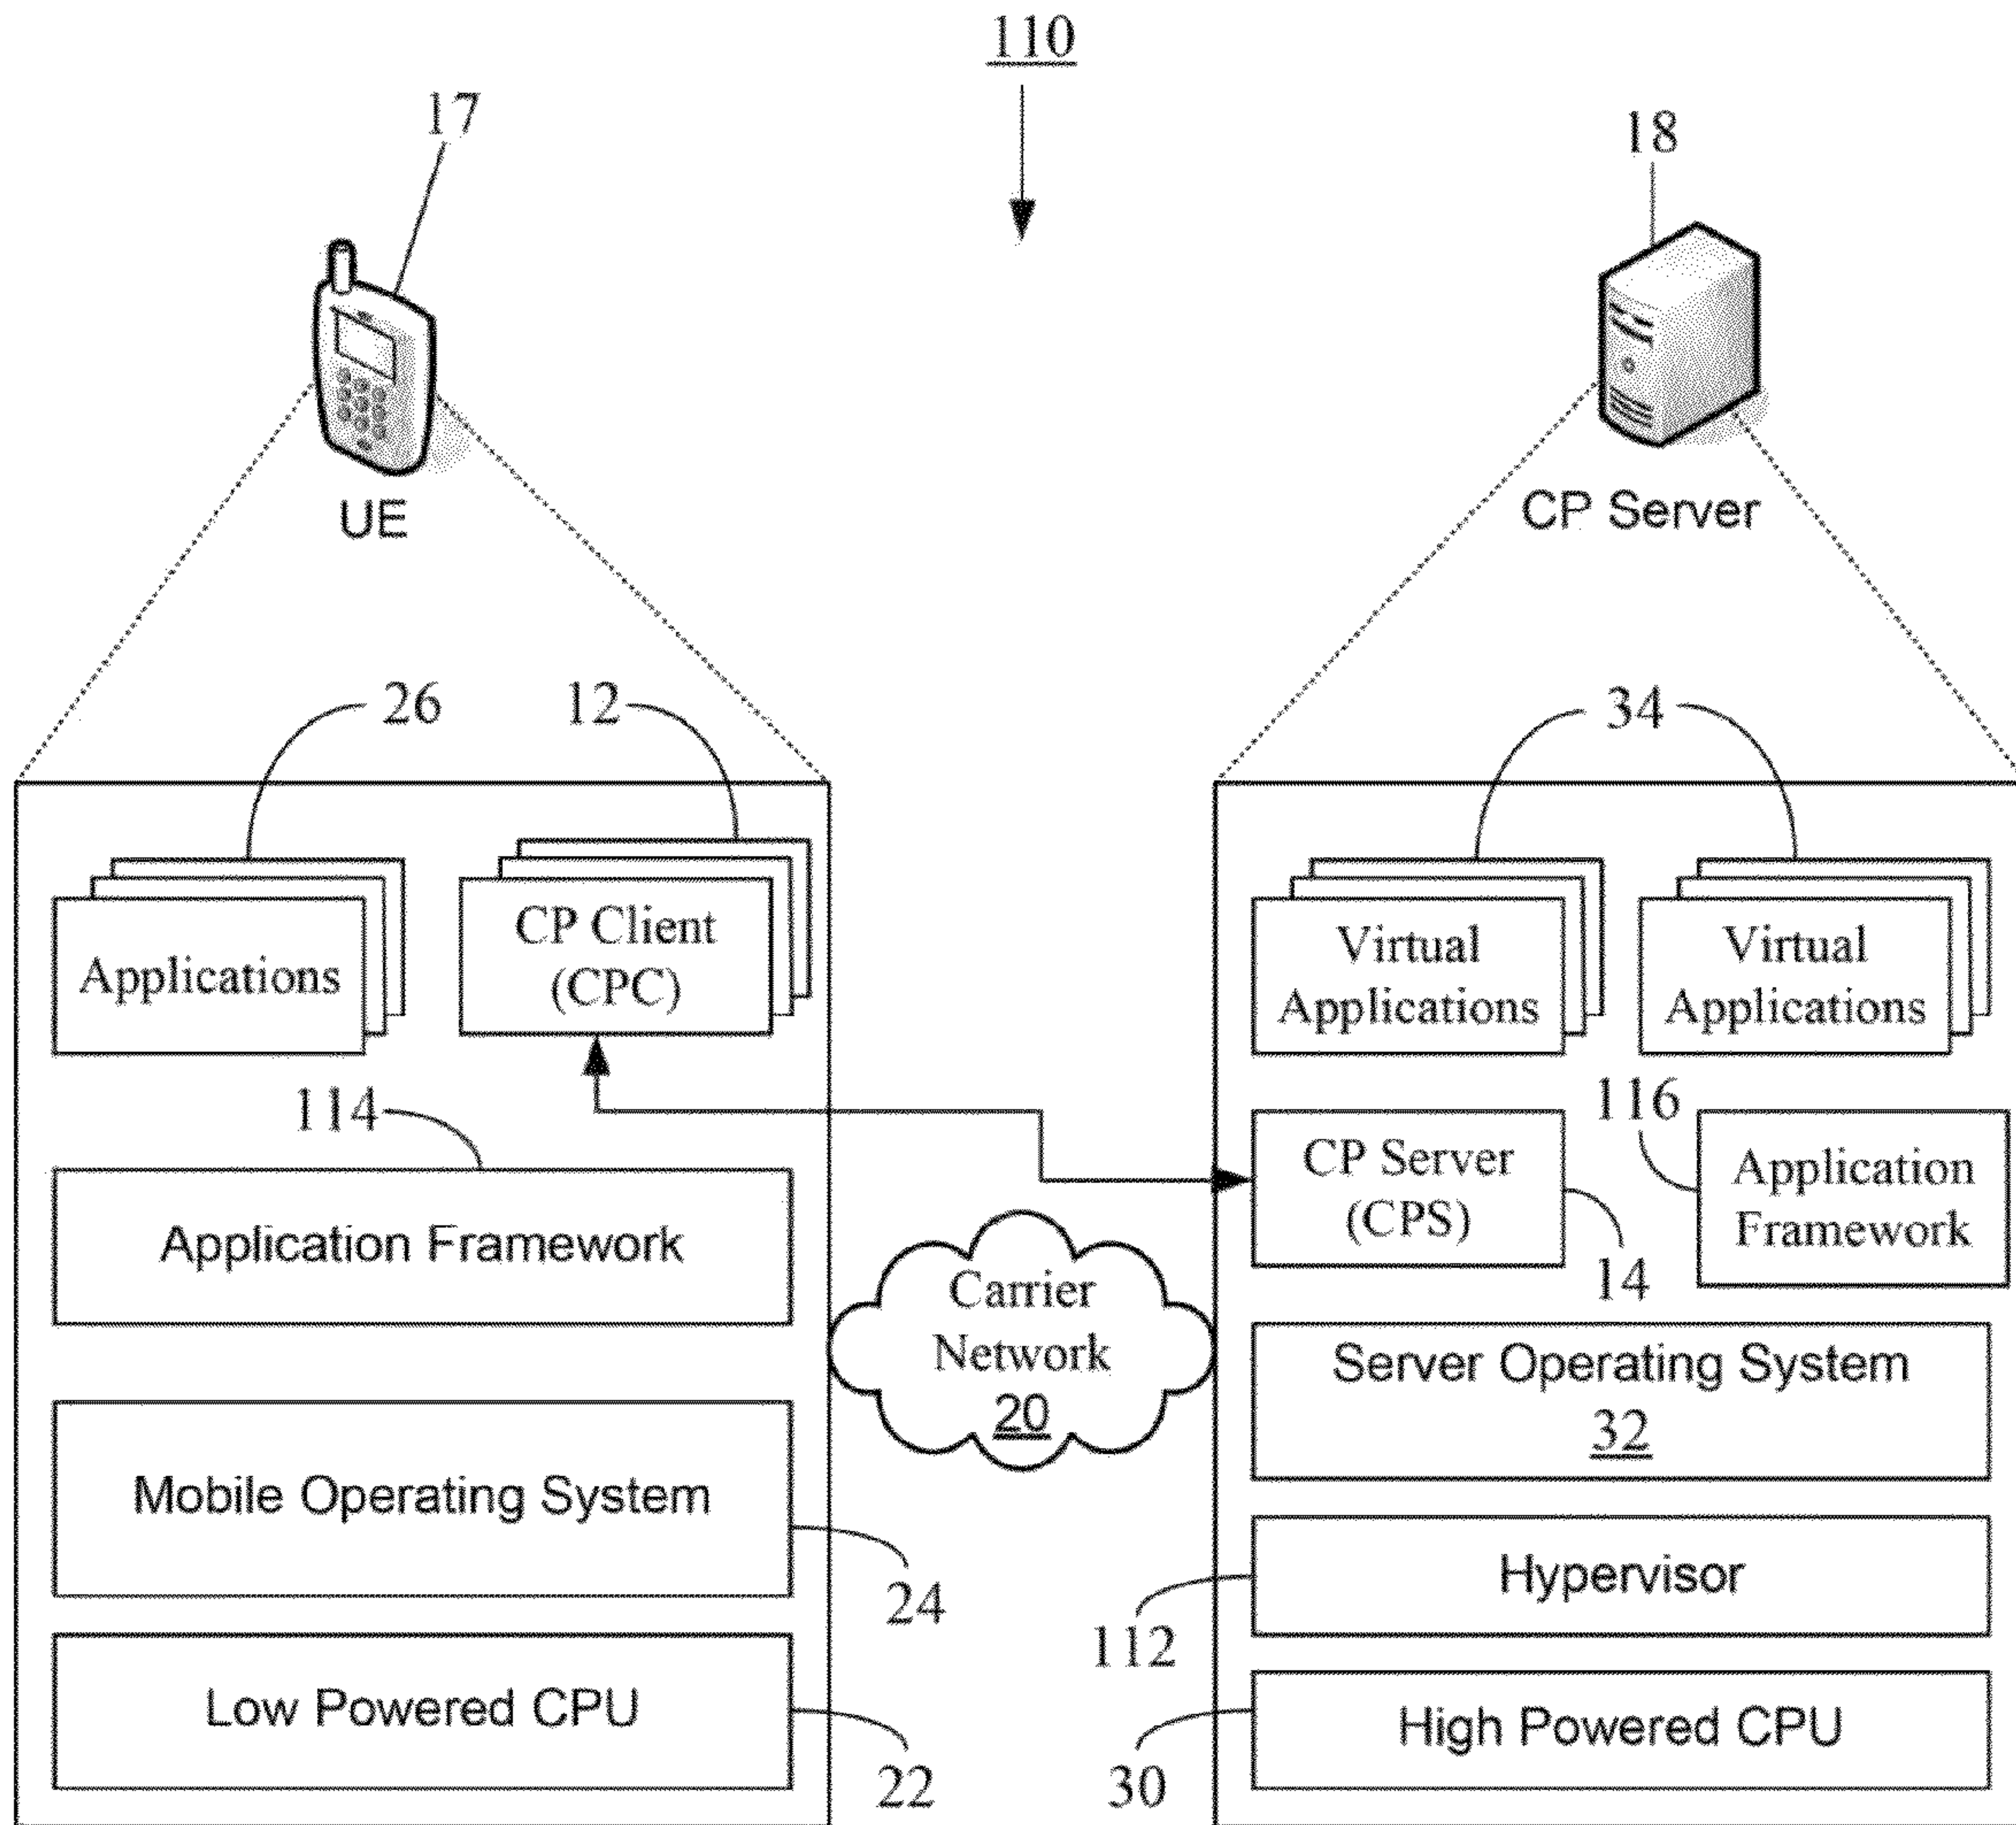 110
17
18
UE
CP Server
26
12
34
Applications
CP Client
(CPC)
Virtual
Applications
Virtual
Applications
114
116
Application Framework
CP Server
(CPS)
Application
Framework
14
Carrier
Network
20
Server Operating System
32
Mobile Operating System
24
Hypervisor
112
Low Powered CPU
22
High Powered CPU
30